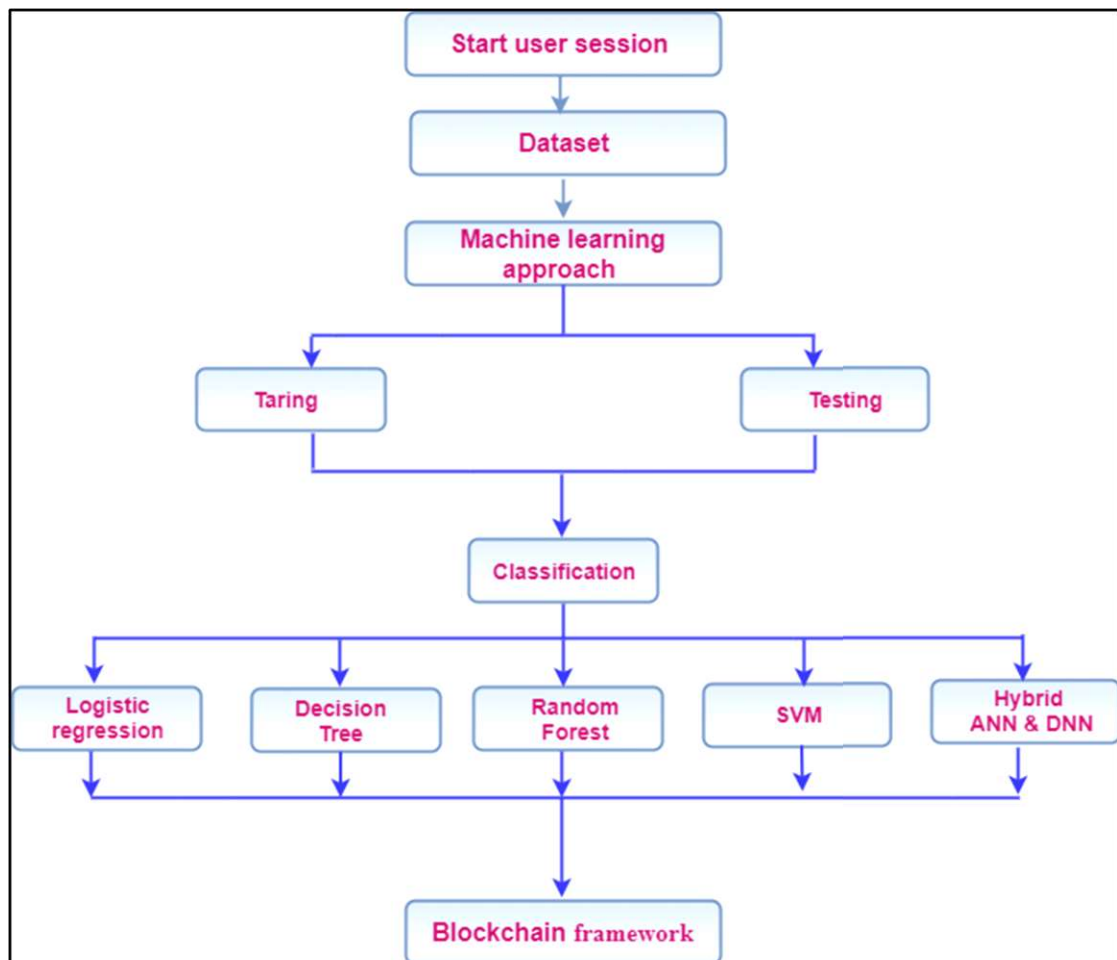 Start user session
Dataset
Machine learning
approach
Taring
Testing
Classification
Logistic
regression
Decision
Tree
Random
Forest
SVM
Hybrid
ANN & DNN
Blockchain framework